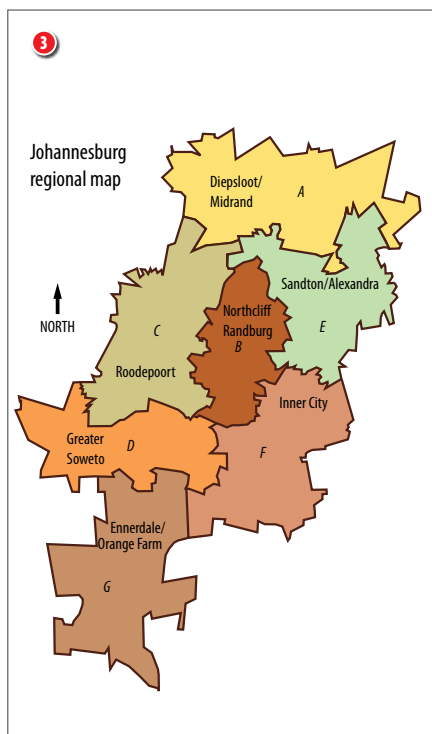 3
Johannesburg
regional map
Diepsloot/
Midrand
A
Sandton/Alexandra
E
Northcliff
Randburg
B
NORTH
C
Roodepoort
Inner City
F
Greater
Soweto
D
Ennerdale/
Orange Farm
G